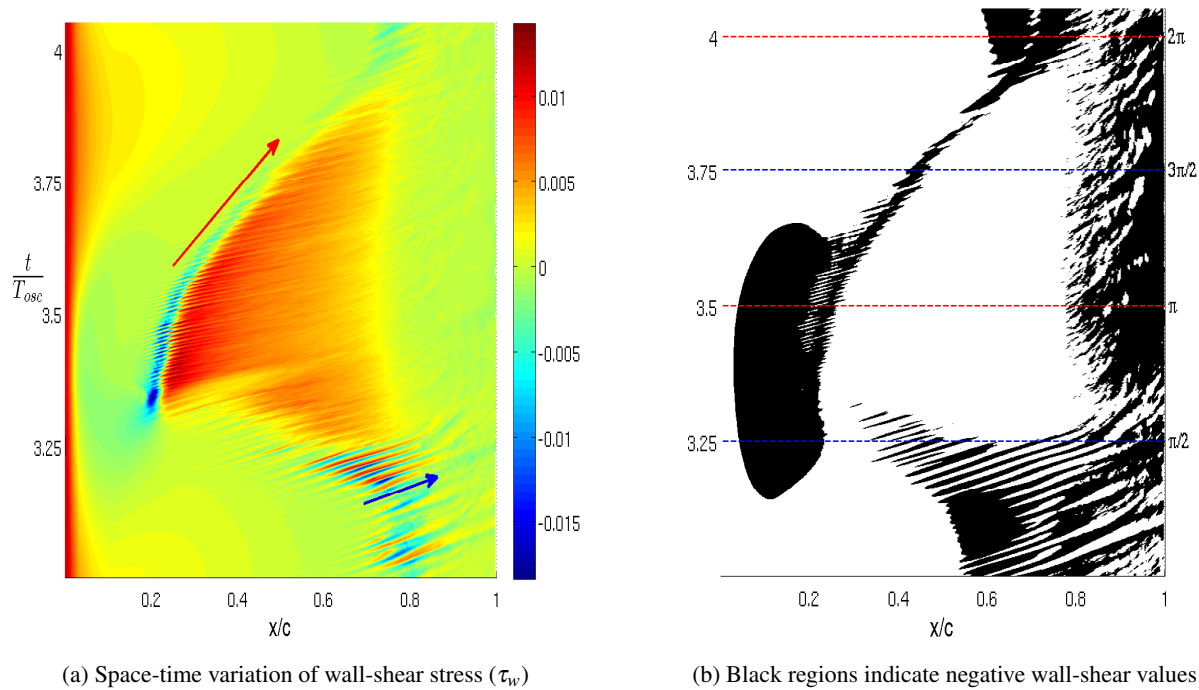 4
3.75
t
T_osc
3.5
3.25
0.2 0.4 0.6 0.8 1
x/c
0.01
0.005
0
-0.005
-0.01
-0.015
4
3.75
3.5
3.25
2π
3π/2
π
π/2
0.2 0.4 0.6 0.8 1
x/c
(a) Space-time variation of wall-shear stress (τ_w)
(b) Black regions indicate negative wall-shear values